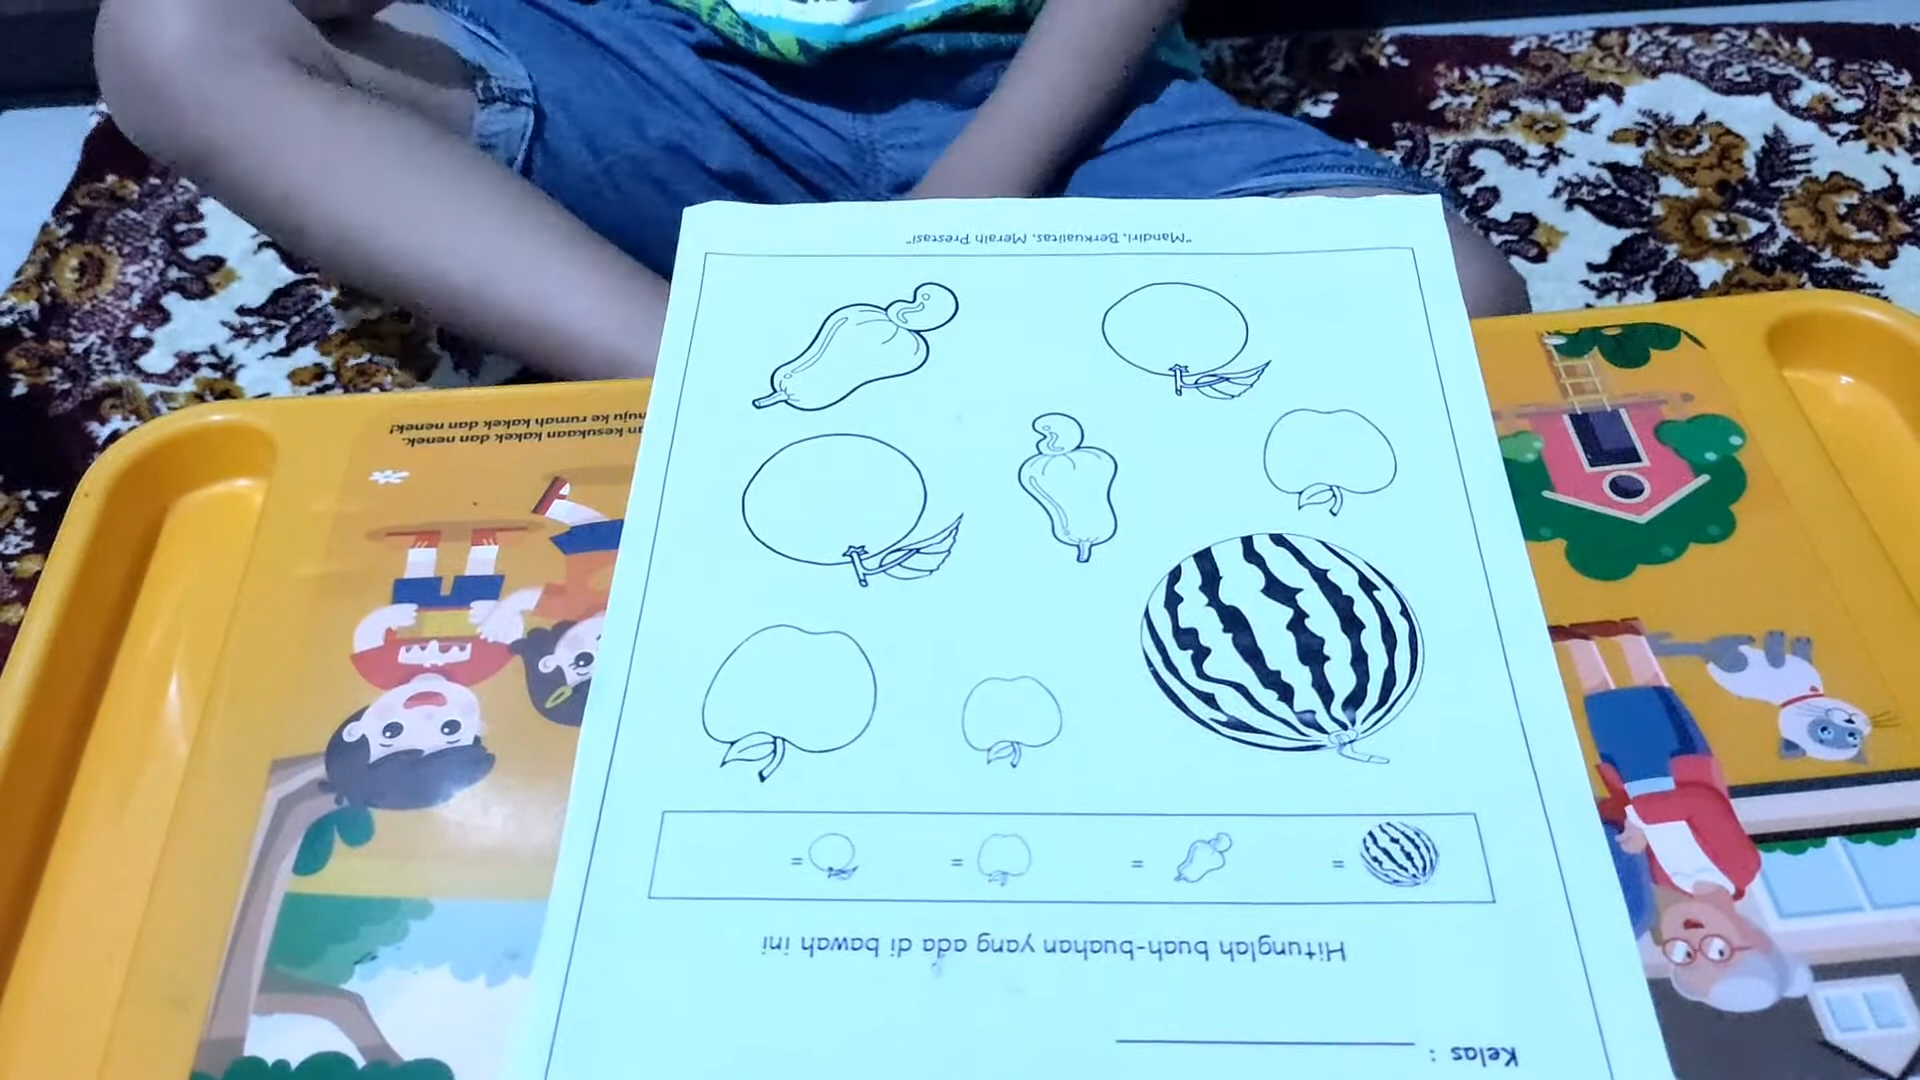 Kelas :
Hitunglah buah-buahan yang ada di bawah ini
= = = =
"Mandiri, Berkualitas, Meraih Prestasi"
kesukaan kakek dan nenek.
ke rumah kakek dan nenek!